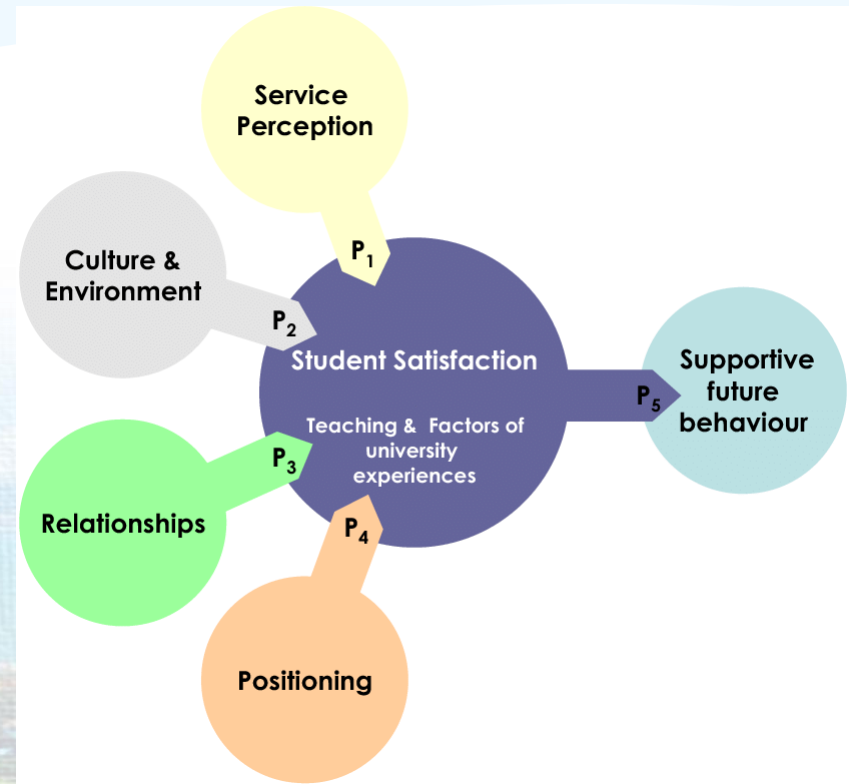 Service
Perception
P1
Culture &
Environment
P2
Student Satisfaction
Teaching & Factors of
university
experiences
P3
Relationships
P4
Positioning
P5
Supportive
future
behaviour